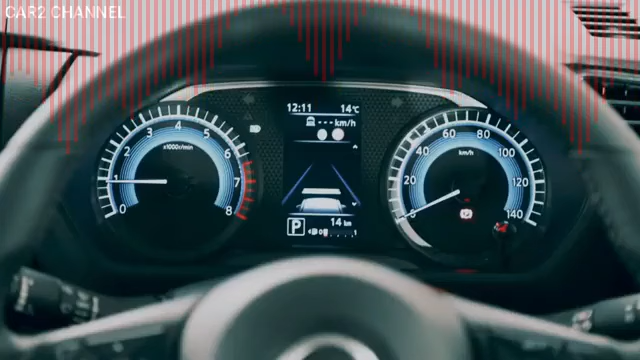 CAR2 CHANNEL
12:11 14°C
--- km/h
0 1 2 3 4 5 6 7 8
x1000r/min
0 20 40 60 80 100 120 140
km/h
P
14 km